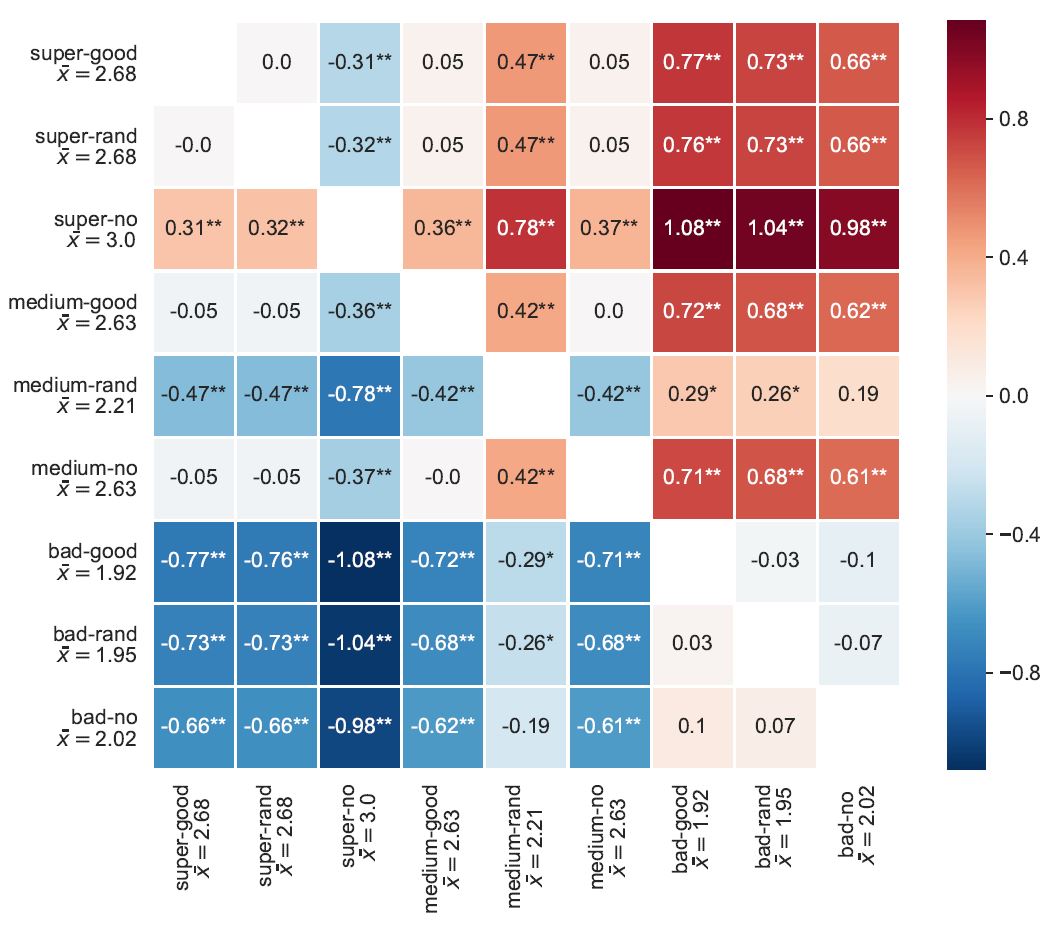 super-good
x̄ = 2.68
0.0 -0.31** 0.05 0.47** 0.05 0.77** 0.73** 0.66**
super-rand
x̄ = 2.68
-0.0 -0.32** 0.05 0.47** 0.05 0.76** 0.73** 0.66**
super-no
x̄ = 3.0
0.31** 0.32** 0.36** 0.78** 0.37** 1.08** 1.04** 0.98**
medium-good
x̄ = 2.63
-0.05 -0.05 -0.36** 0.42** 0.0 0.72** 0.68** 0.62**
medium-rand
x̄ = 2.21
-0.47** -0.47** -0.78** -0.42** -0.42** 0.29* 0.26* 0.19
medium-no
x̄ = 2.63
-0.05 -0.05 -0.37** -0.0 0.42** 0.71** 0.68** 0.61**
bad-good
x̄ = 1.92
-0.77** -0.76** -1.08** -0.72** -0.29* -0.71** -0.03 -0.1
bad-rand
x̄ = 1.95
-0.73** -0.73** -1.04** -0.68** -0.26* -0.68** 0.03 -0.07
bad-no
x̄ = 2.02
-0.66** -0.66** -0.98** -0.62** -0.19 -0.61** 0.1 0.07
super-good
x̄ = 2.68
super-rand
x̄ = 2.68
super-no
x̄ = 3.0
medium-good
x̄ = 2.63
medium-rand
x̄ = 2.21
medium-no
x̄ = 2.63
bad-good
x̄ = 1.92
bad-rand
x̄ = 1.95
bad-no
x̄ = 2.02
0.8
0.4
0.0
−0.4
−0.8